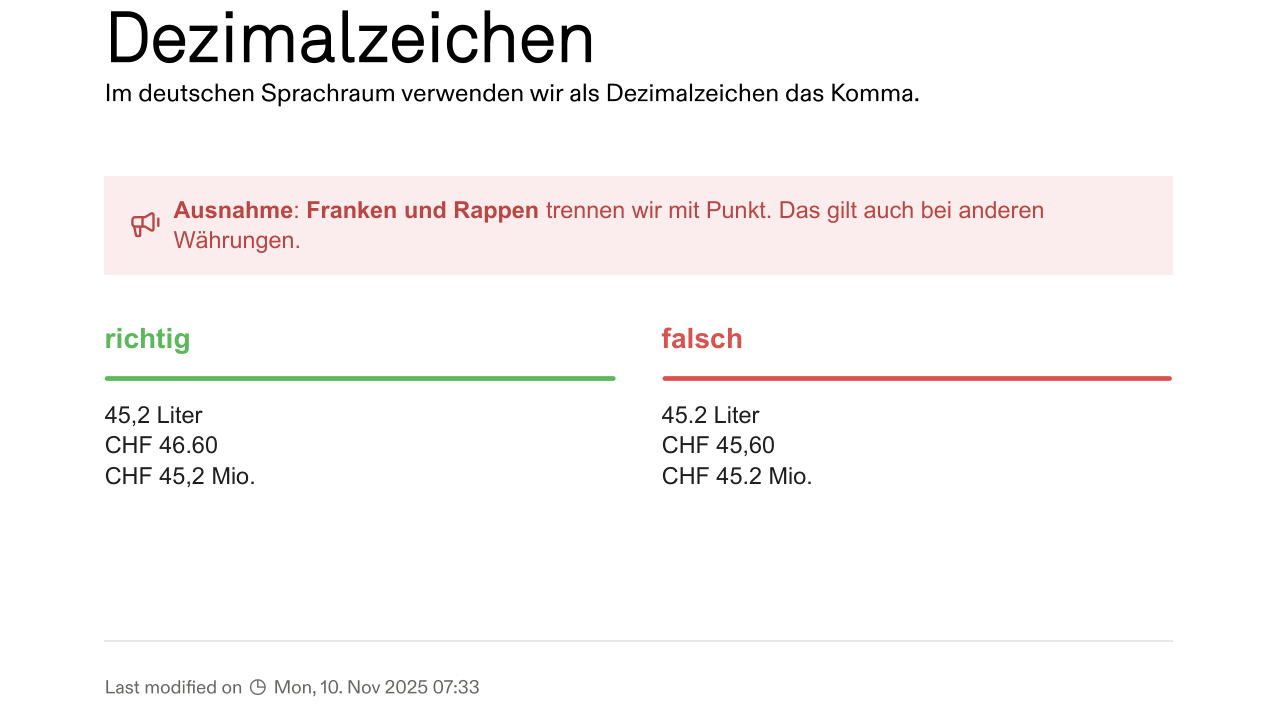 Dezimalzeichen
Im deutschen Sprachraum verwenden wir als Dezimalzeichen das Komma.
Ausnahme: Franken und Rappen trennen wir mit Punkt. Das gilt auch bei anderen
Währungen.
richtig
45,2 Liter
CHF 46.60
CHF 45,2 Mio.
falsch
45.2 Liter
CHF 45,60
CHF 45.2 Mio.
Last modified on Mon, 10. Nov 2025 07:33